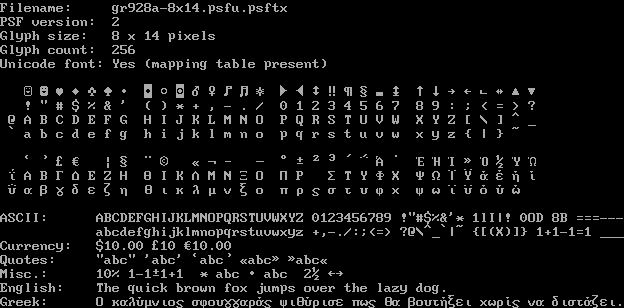 Filename:     gr928a-8x14.psfu.psftx
PSF version:  2
Glyph size:   8 x 14 pixels
Glyph count:  256
Unicode font: Yes (mapping table present)
☺ ☻ ♥ ♦ ♣ ♠ • ◘ ○ ◙ ♂ ♀ ♪ ♫ ☼ ► ◄ ↕ ‼ ¶ § ▬ ↨ ↑ ↓ → ← ∟ ↔ ▲ ▼
! " # $ % & ' ( ) * + , - . / 0 1 2 3 4 5 6 7 8 9 : ; < = > ?
@ A B C D E F G H I J K L M N O P Q R S T U V W X Y Z [ \ ] ^ _
` a b c d e f g h i j k l m n o p q r s t u v w x y z { | } ~
‘ ’ £ € ¦ § ¨ © « ¬ - ― ° ± ² ³ ΄ ΅ Ά · Έ Ή Ί » Ό ½ Ύ Ώ
ΐ Α Β Γ Δ Ε Ζ Η Θ Ι Κ Λ Μ Ν Ξ Ο Π Ρ Σ Τ Υ Φ Χ Ψ Ω Ϊ Ϋ ά έ ή ί
ΰ α β γ δ ε ζ η θ ι κ λ μ ν ξ ο π ρ ς σ τ υ φ χ ψ ω ϊ ϋ ό ύ ώ
ASCII:        ABCDEFGHIJKLMNOPQRSTUVWXYZ 0123456789 !"#$%&'* 1lI|! 0OD 8B ===---
abcdefghijklmnopqrstuvwxyz +,-./:;<=> ?@\^_`|~ {[(X)]} 1+1-1=1 ___
Currency:     $10.00 £10 €10.00
Quotes:       "abc" 'abc' ‘abc’ «abc» »abc«
Misc.:        10% 1-1±1+1  * abc · abc  2½ ↔
English:      The quick brown fox jumps over the lazy dog.
Greek:        Ο καλύμνιος σφουγγαράς ψιθύρισε πως θα βουτήξει χωρίς να διστάζει.